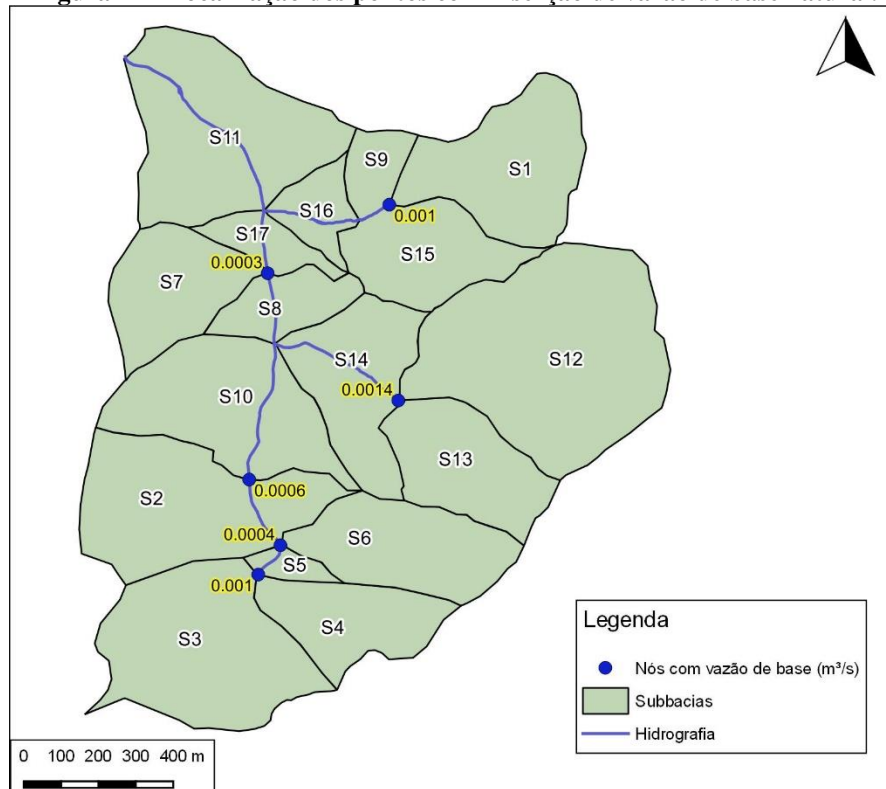 S11
S9
S1
S16
0.001
S17
S15
0.0003
S7
S8
S14
S12
0.0014
S10
S13
0.0006
S2
0.0004
S6
S5
0.001
S3
S4
Legenda
Nós com vazão de base (m³/s)
Subbacias
Hidrografia
0 100 200 300 400 m